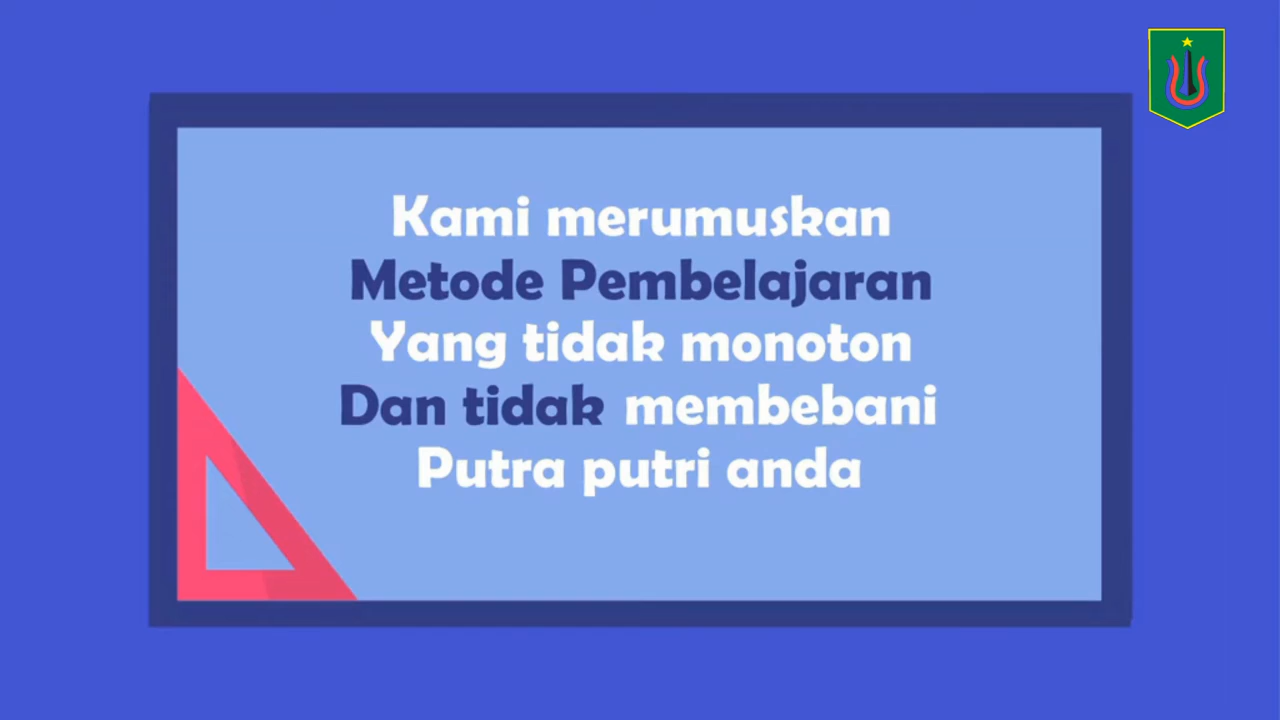 Kami merumuskan
Metode Pembelajaran
Yang tidak monoton
Dan tidak membebani
Putra putri anda